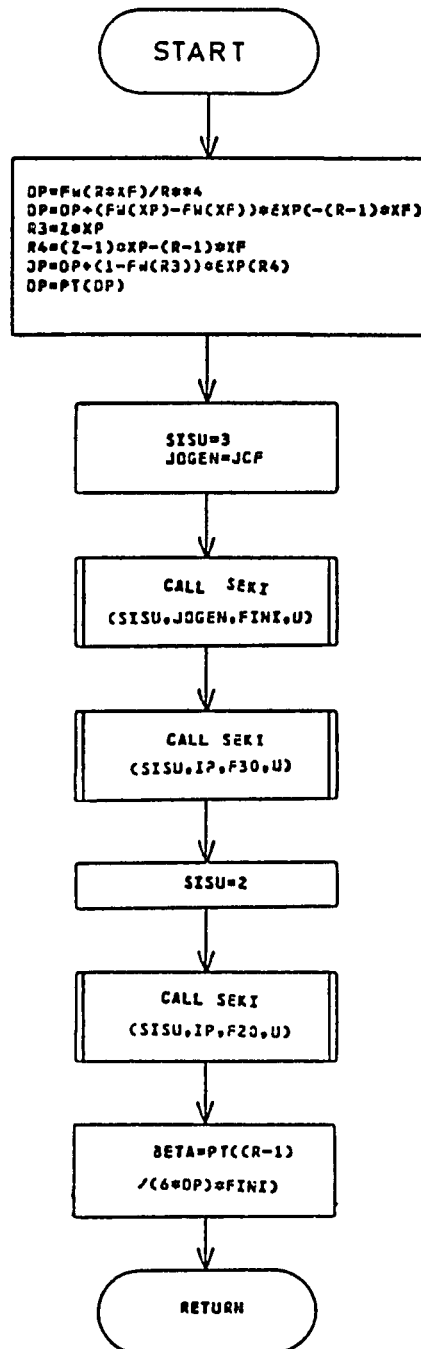 START
DP=FW(R*XF)/R**4
DP=DP+(FW(XP)-FW(XF))*EXP(-(R-1)*XF)
R3=Z*XP
R4=(Z-1)*XP-(R-1)*XF
DP=DP+(1-FW(R3))*EXP(R4)
DP=PT(DP)
SISU=3
JOGEN=JCF
CALL SEKI
(SISU,JOGEN,FINI,U)
CALL SEKI
(SISU,IP,F30,U)
SISU=2
CALL SEKI
(SISU,IP,F20,U)
BETA=PT((R-1)
/(6*DP)*FINI)
RETURN